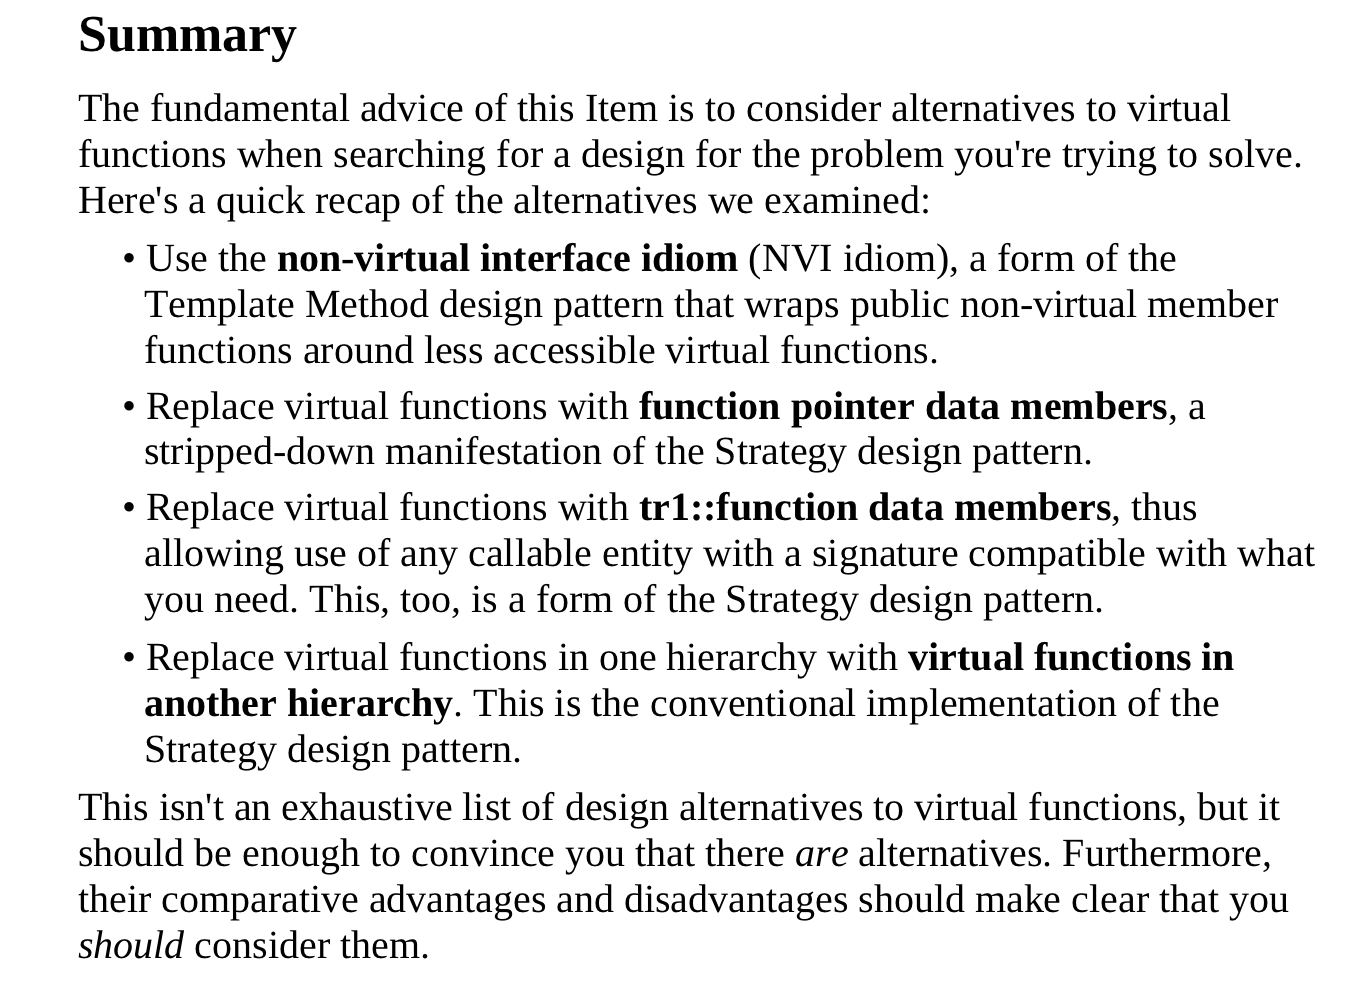 Summary
The fundamental advice of this Item is to consider alternatives to virtual
functions when searching for a design for the problem you're trying to solve.
Here's a quick recap of the alternatives we examined:
• Use the non-virtual interface idiom (NVI idiom), a form of the
Template Method design pattern that wraps public non-virtual member
functions around less accessible virtual functions.
• Replace virtual functions with function pointer data members, a
stripped-down manifestation of the Strategy design pattern.
• Replace virtual functions with tr1::function data members, thus
allowing use of any callable entity with a signature compatible with what
you need. This, too, is a form of the Strategy design pattern.
• Replace virtual functions in one hierarchy with virtual functions in
another hierarchy. This is the conventional implementation of the
Strategy design pattern.
This isn't an exhaustive list of design alternatives to virtual functions, but it
should be enough to convince you that there are alternatives. Furthermore,
their comparative advantages and disadvantages should make clear that you
should consider them.